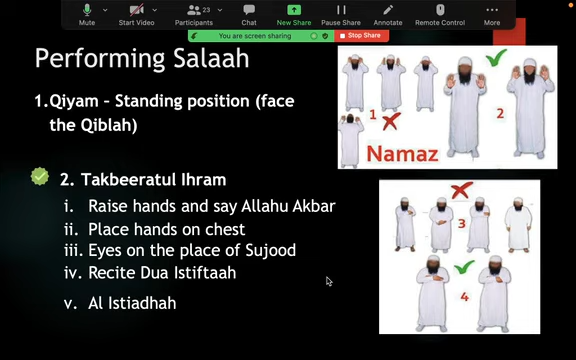 Mute
Start Video
Participants
23
Chat
New Share
Pause Share
Annotate
Remote Control
More
You are screen sharing
Stop Share
Performing Salaah
1.Qiyam – Standing position (face
the Qiblah)
2. Takbeeratul Ihram
i. Raise hands and say Allahu Akbar
ii. Place hands on chest
iii. Eyes on the place of Sujood
iv. Recite Dua Istiftaah
v. Al Istiadhah
1
2
Namaz
3
4